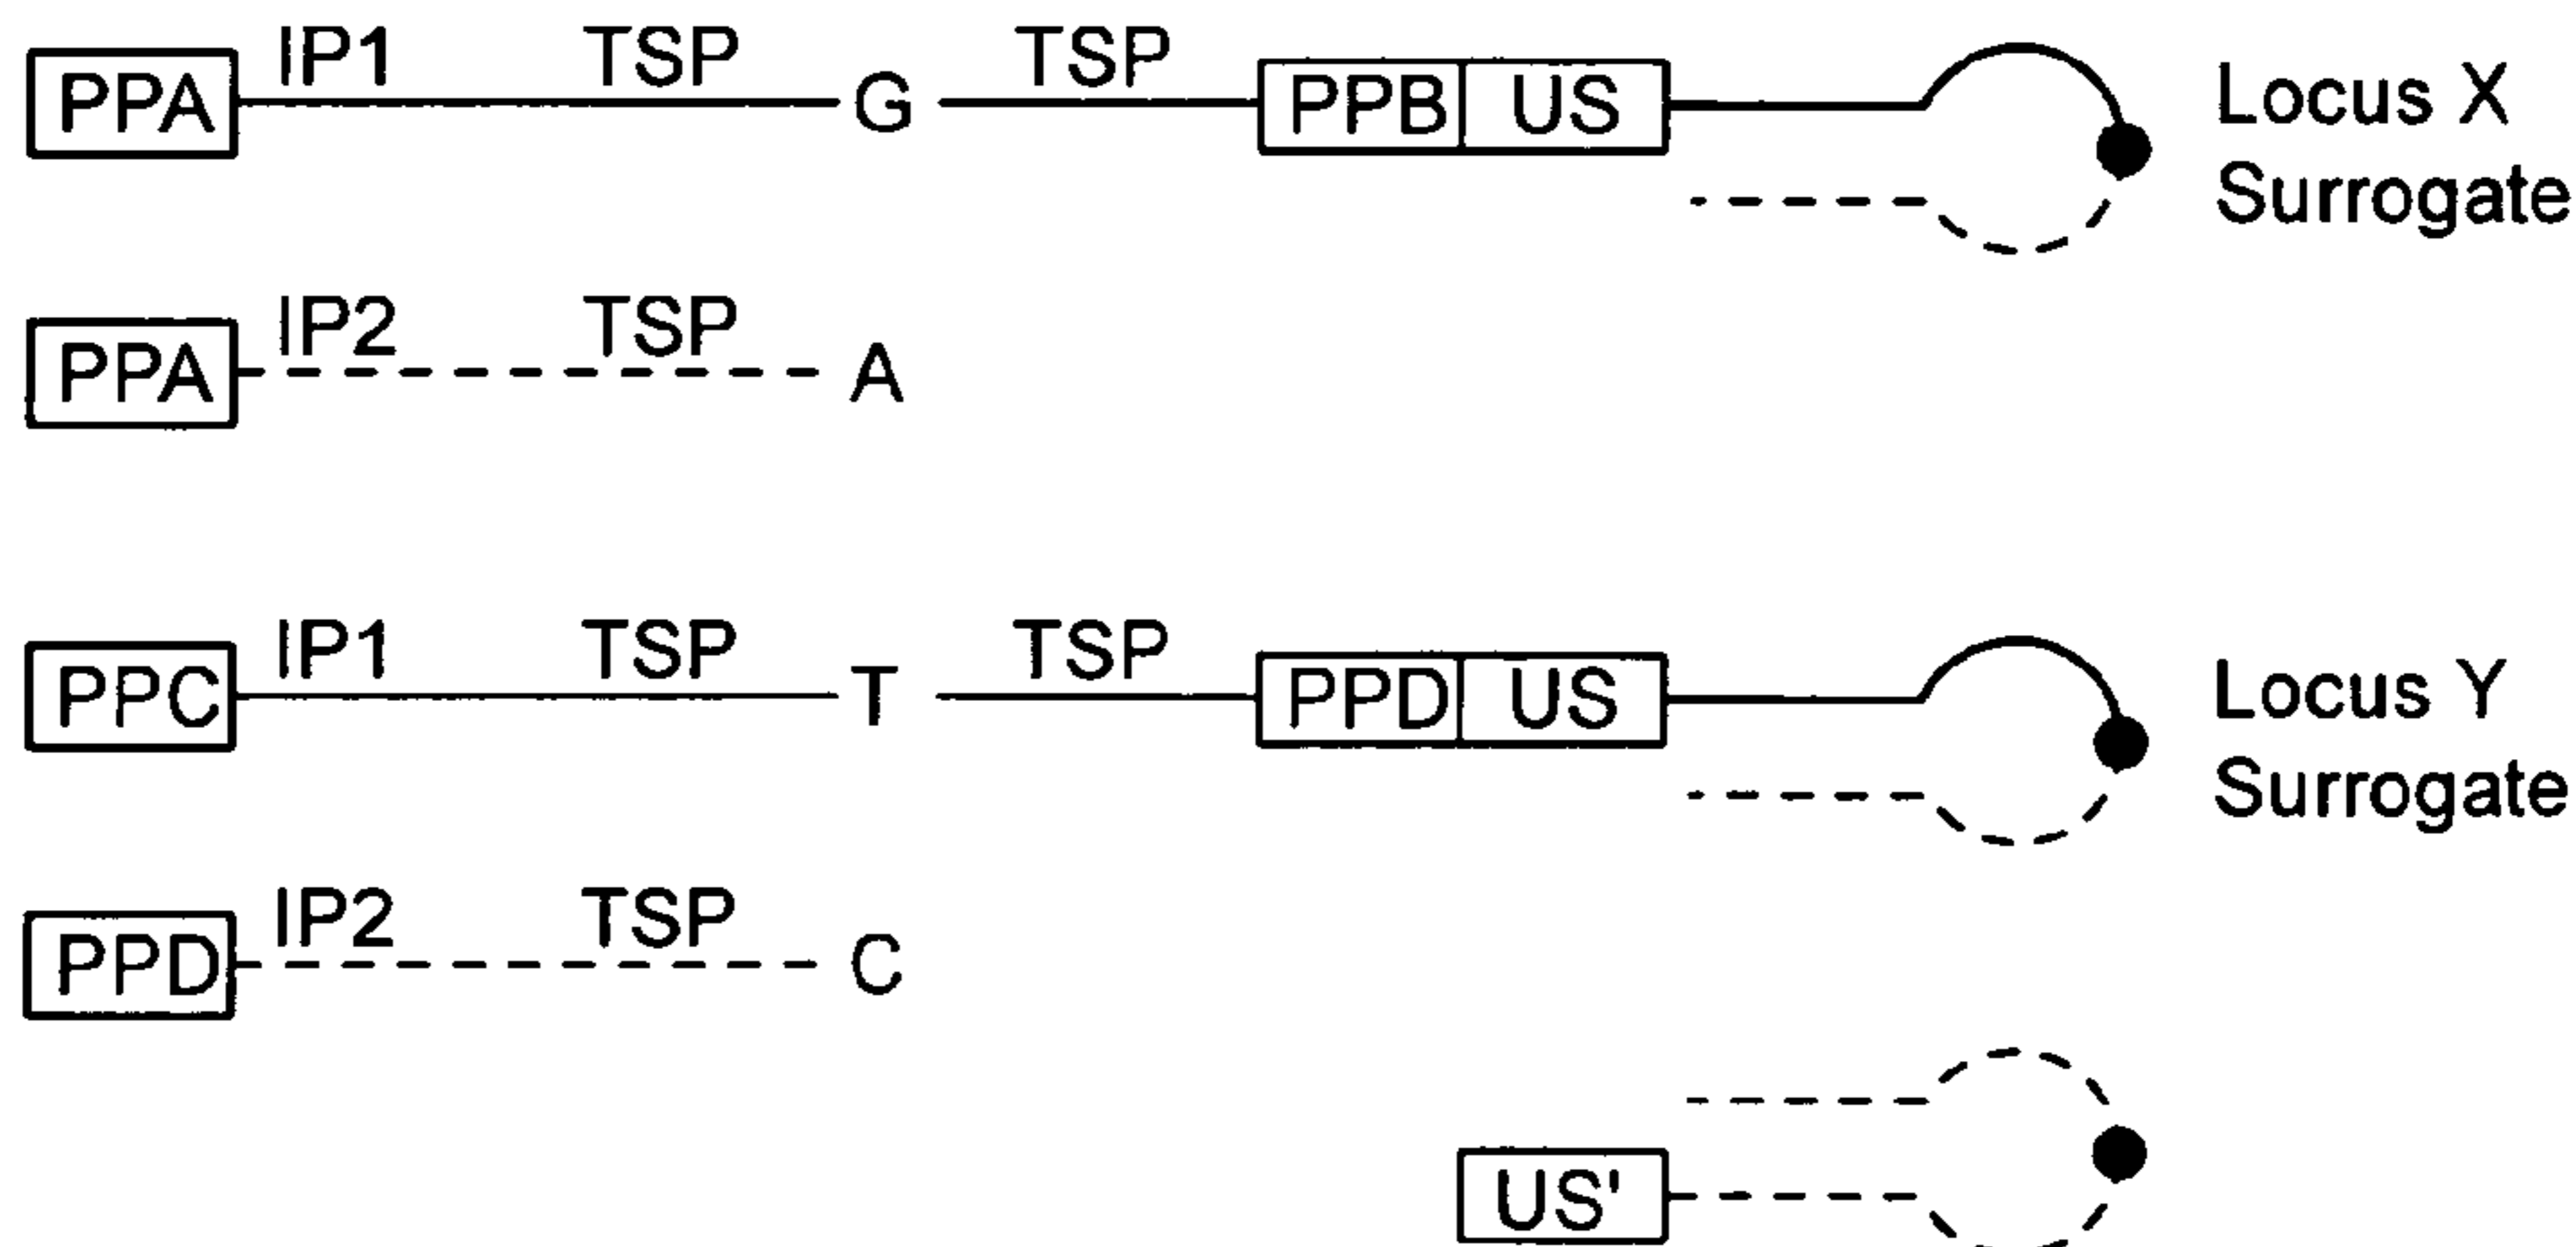 IP1 TSP TSP
PPA G PPB US Locus X
Surrogate
IP2 TSP
PPA A
IP1 TSP TSP
PPC T PPD US Locus Y
Surrogate
IP2 TSP
PPD C
US'